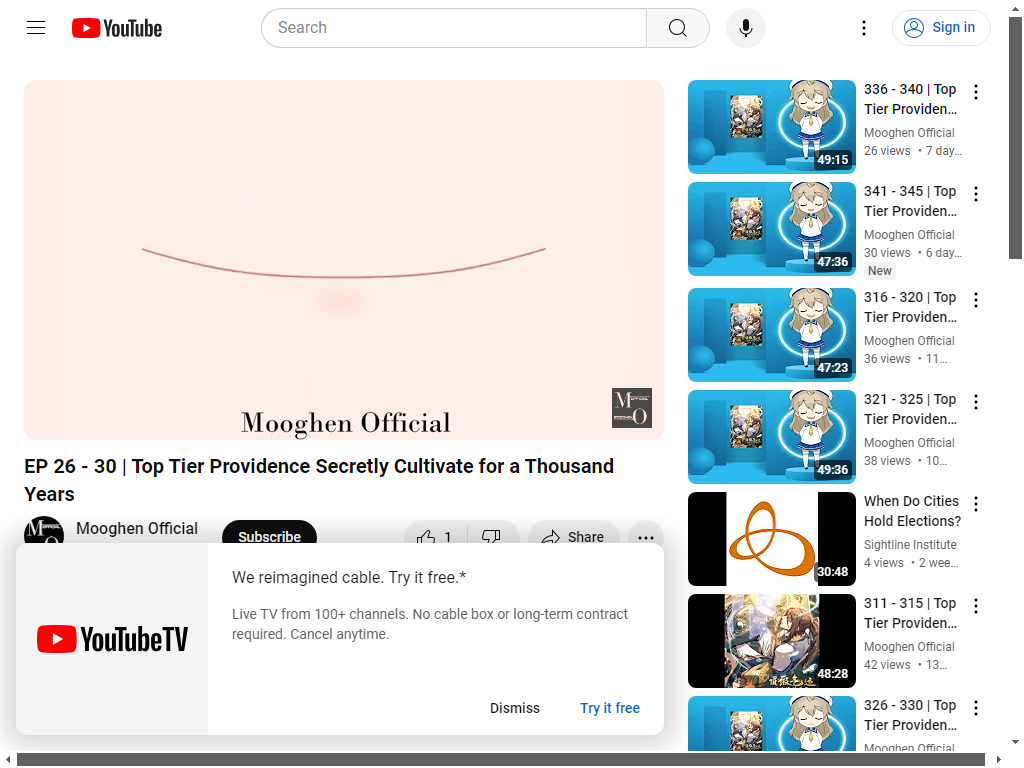 YouTube
Search
Sign in
Mooghen Official
M
O
EP 26 - 30 | Top Tier Providence Secretly Cultivate for a Thousand
Years
Mooghen Official
Subscribe
1
Share
We reimagined cable. Try it free.*
Live TV from 100+ channels. No cable box or long-term contract
required. Cancel anytime.
YouTubeTV
Dismiss
Try it free
336 - 340 | Top
Tier Providen...
Mooghen Official
26 views • 7 day...
49:15
341 - 345 | Top
Tier Providen...
Mooghen Official
30 views • 6 day...
New
47:36
316 - 320 | Top
Tier Providen...
Mooghen Official
36 views • 11...
47:23
321 - 325 | Top
Tier Providen...
Mooghen Official
38 views • 10...
49:36
When Do Cities
Hold Elections?
Sightline Institute
4 views • 2 wee...
30:48
311 - 315 | Top
Tier Providen...
Mooghen Official
42 views • 13...
48:28
326 - 330 | Top
Tier Providen...
Mooghen Official